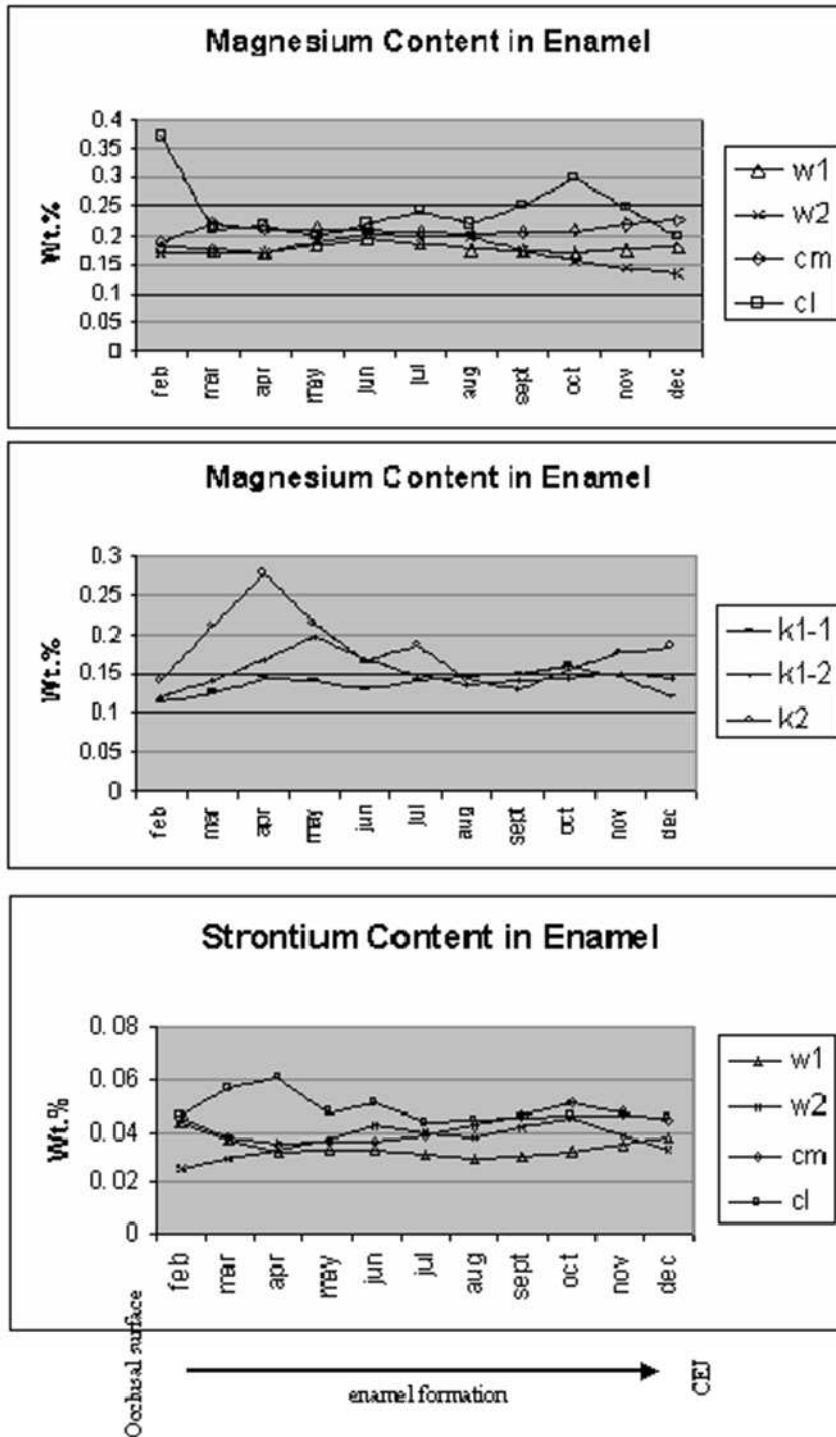 Magnesium Content in Enamel
Wt.%
0.4
0.35
0.3
0.25
0.2
0.15
0.1
0.05
0
feb
mar
apr
may
jun
jul
aug
sept
oct
nov
dec
w1
w2
cm
cl
Magnesium Content in Enamel
Wt.%
0.3
0.25
0.2
0.15
0.1
0.05
0
feb
mar
apr
may
jun
jul
aug
sept
oct
nov
dec
k1-1
k1-2
k2
Strontium Content in Enamel
Wt.%
0.08
0.06
0.04
0.02
0
feb
mar
apr
may
jun
jul
aug
sept
oct
nov
dec
w1
w2
cm
cl
Occlusal surface
enamel formation
CEJ